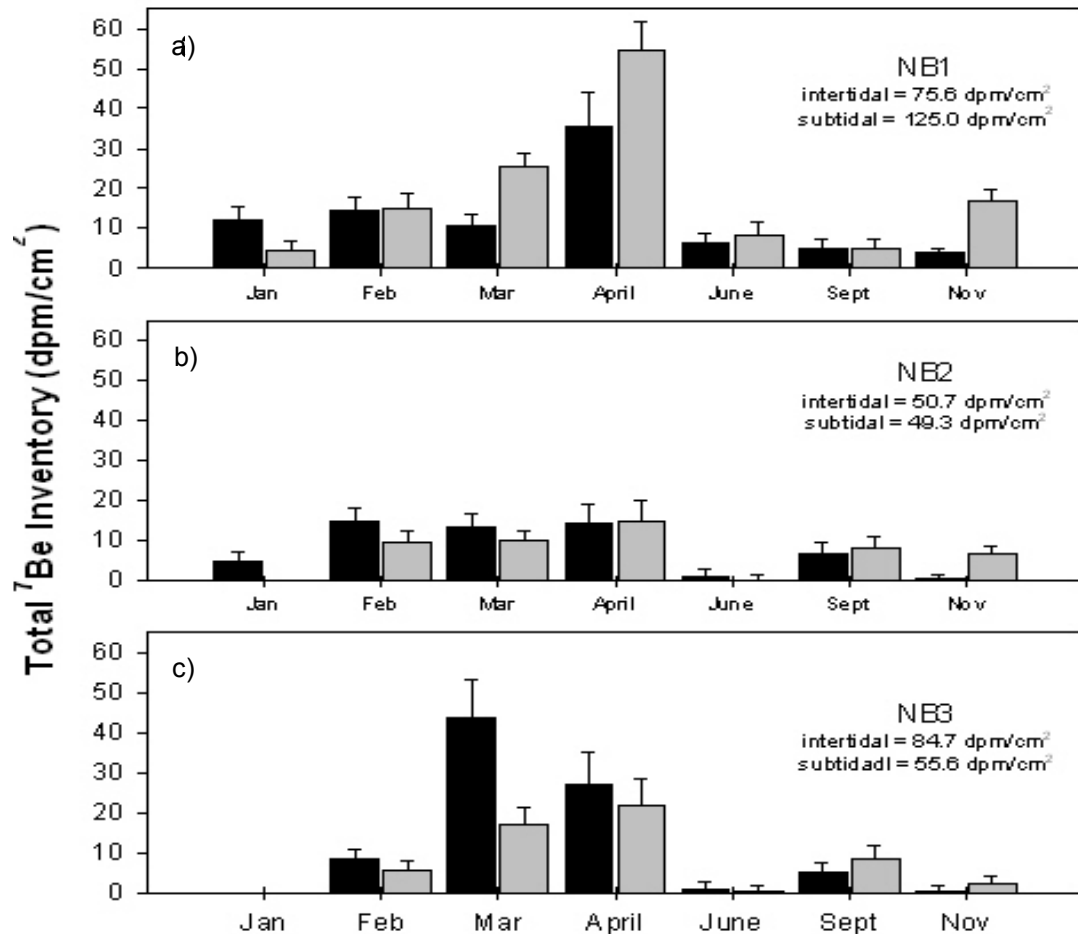 Total ⁷Be Inventory (dpm/cm²)
a)
NB1
intertidal = 75.6 dpm/cm²
subtidal = 125.0 dpm/cm²
60
50
40
30
20
10
0
Jan Feb Mar April June Sept Nov
b)
NB2
intertidal = 50.7 dpm/cm²
subtidal = 49.3 dpm/cm²
60
50
40
30
20
10
0
Jan Feb Mar April June Sept Nov
c)
NB3
intertidal = 84.7 dpm/cm²
subtidadl = 55.6 dpm/cm²
60
50
40
30
20
10
0
Jan Feb Mar April June Sept Nov